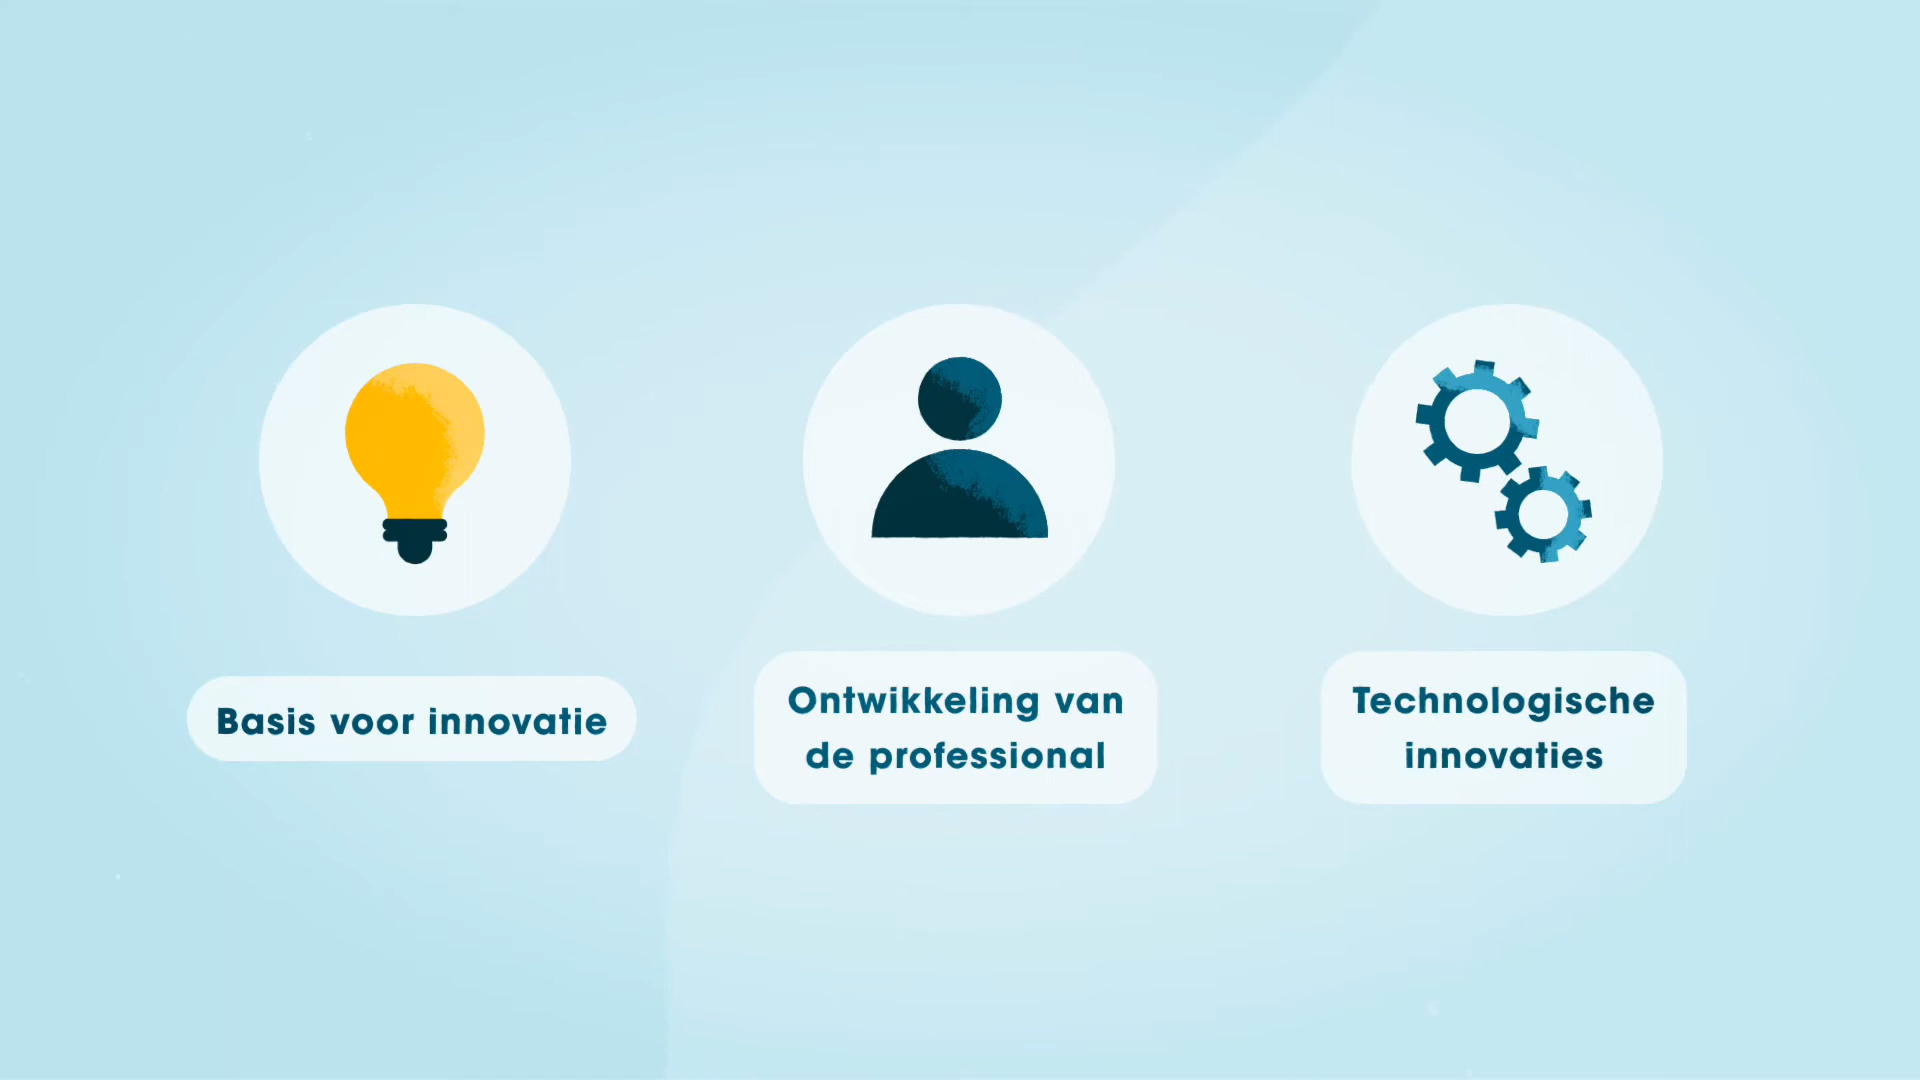 Basis voor innovatie
Ontwikkeling van
de professional
Technologische
innovaties